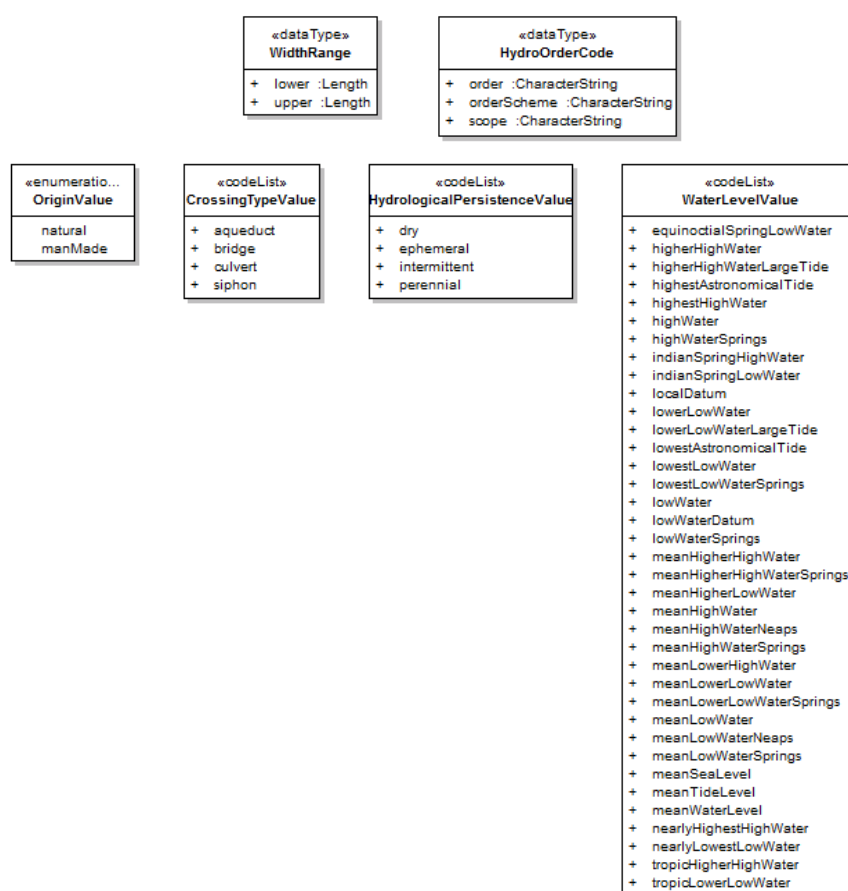 «dataType»
WidthRange
+ lower :Length
+ upper :Length
«dataType»
HydroOrderCode
+ order :CharacterString
+ orderScheme :CharacterString
+ scope :CharacterString
«enumeratio...
OriginValue
natural
manMade
«codeList»
CrossingTypeValue
+ aqueduct
+ bridge
+ culvert
+ siphon
«codeList»
HydrologicalPersistenceValue
+ dry
+ ephemeral
+ intermittent
+ perennial
«codeList»
WaterLevelValue
+ equinoctialSpringLowWater
+ higherHighWater
+ higherHighWaterLargeTide
+ highestAstronomicalTide
+ highestHighWater
+ highWater
+ highWaterSprings
+ indianSpringHighWater
+ indianSpringLowWater
+ localDatum
+ lowerLowWater
+ lowerLowWaterLargeTide
+ lowestAstronomicalTide
+ lowestLowWater
+ lowestLowWaterSprings
+ lowWater
+ lowWaterDatum
+ lowWaterSprings
+ meanHigherHighWater
+ meanHigherHighWaterSprings
+ meanHigherLowWater
+ meanHighWater
+ meanHighWaterNeaps
+ meanHighWaterSprings
+ meanLowerHighWater
+ meanLowerLowWater
+ meanLowerLowWaterSprings
+ meanLowWater
+ meanLowWaterNeaps
+ meanLowWaterSprings
+ meanSeaLevel
+ meanTideLevel
+ meanWaterLevel
+ nearlyHighestHighWater
+ nearlyLowestLowWater
+ tropicHigherHighWater
+ tropicLowerLowWater